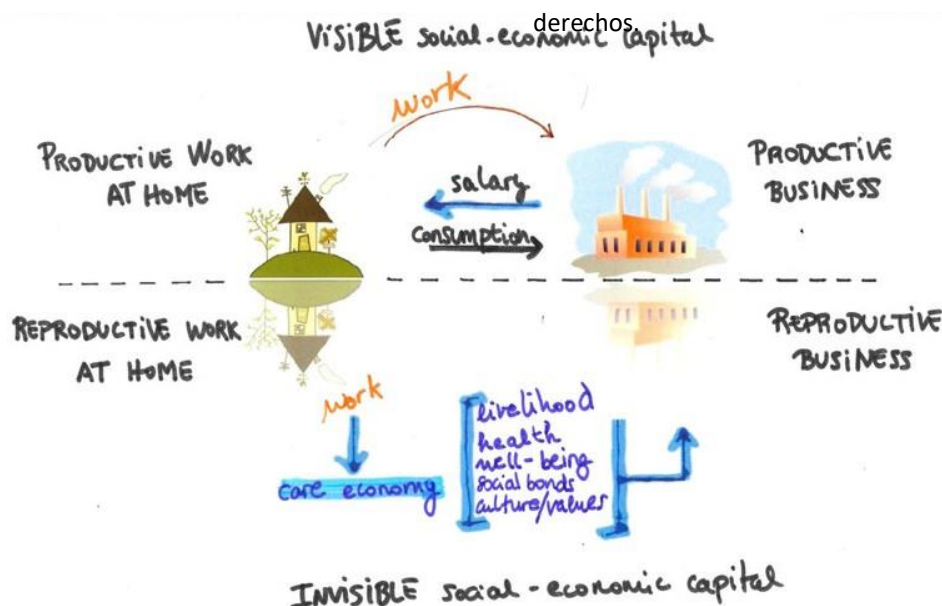 derechos,
VISIBLE social-economic capital
work
PRODUCTIVE WORK
AT HOME
salary
consumption
PRODUCTIVE
BUSINESS
REPRODUCTIVE WORK
AT HOME
REPRODUCTIVE
BUSINESS
work
care economy
livelihood
health
well-being
social bonds
culture/values
INVISIBLE social-economic capital